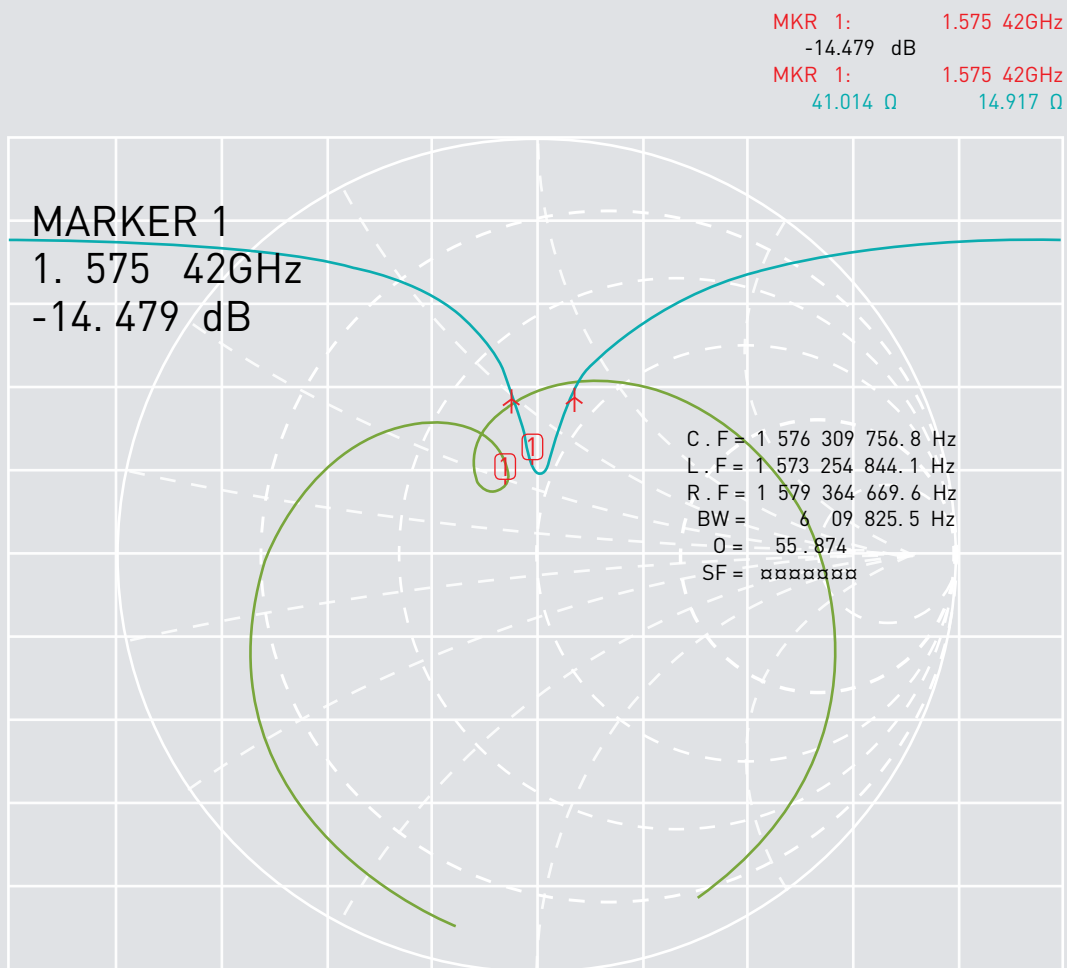 MKR 1: 1.575 42GHz
-14.479 dB
MKR 1: 1.575 42GHz
41.014 Ω 14.917 Ω
MARKER 1
1. 575 42GHz
-14. 479 dB
1
1
C . F = 1 576 309 756.8 Hz
L . F = 1 573 254 844.1 Hz
R . F = 1 579 364 669.6 Hz
BW = 6 09 825. 5 Hz
O = 55 . 874
SF = ¤¤¤¤¤¤¤